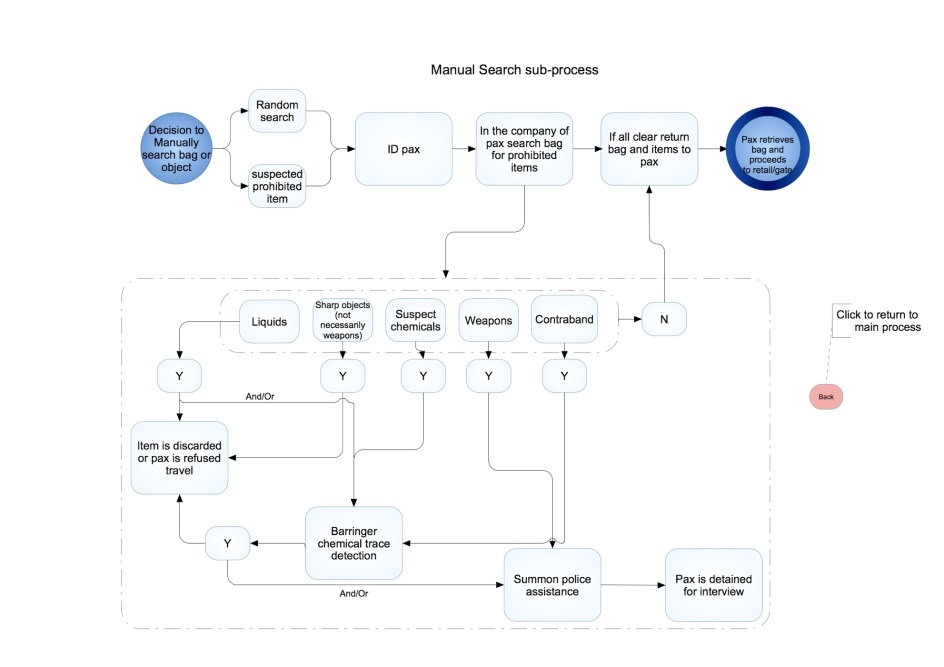 Manual Search sub-process
Decision to
Manually
search bag or
object
Random
search
suspected
prohibited
item
ID pax
In the company of
pax search bag
for prohibited
items
If all clear return
bag and items to
pax
Pax retrieves
bag and
proceeds
to retail/gate
Liquids
Sharp objects
(not
necessarily
weapons)
Suspect
chemicals
Weapons
Contraband
N
Click to return to
main process
Back
Y
Y
Y
Y
Y
And/Or
Item is discarded
or pax is refused
travel
Y
Barringer
chemical trace
detection
And/Or
Summon police
assistance
Pax is detained
for interview